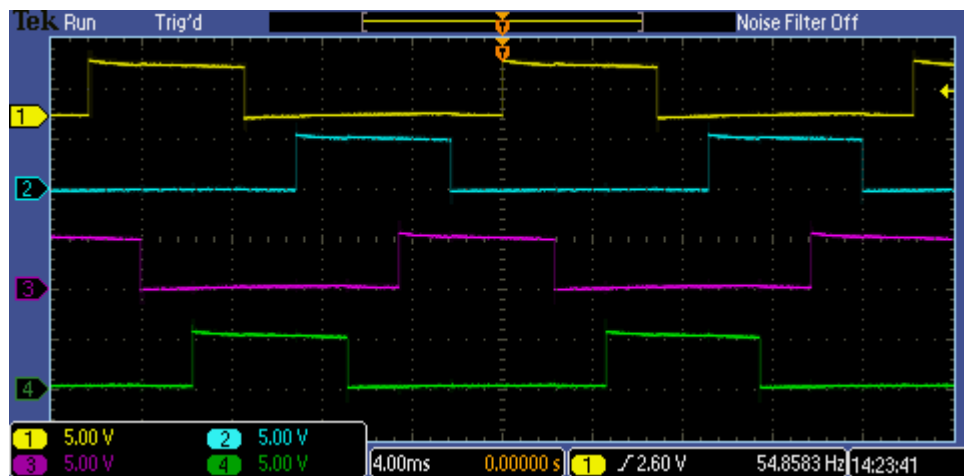 Tek Run Trig'd Noise Filter Off
T
T
1
2
3
4
1 5.00 V 2 5.00 V
3 5.00 V 4 5.00 V
4.00ms 0.00000 s 1 / 2.60 V 54.8583 Hz 14:23:41